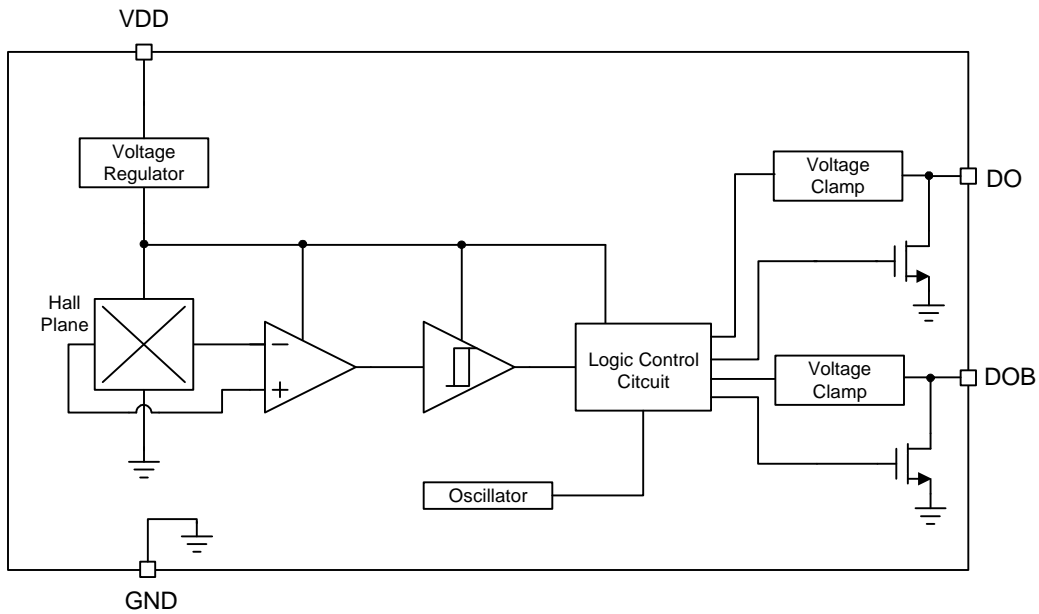 VDD
Voltage
Regulator
Voltage
Clamp
DO
Hall
Plane
−
+
Logic Control
Citcuit
Voltage
Clamp
DOB
Oscillator
GND